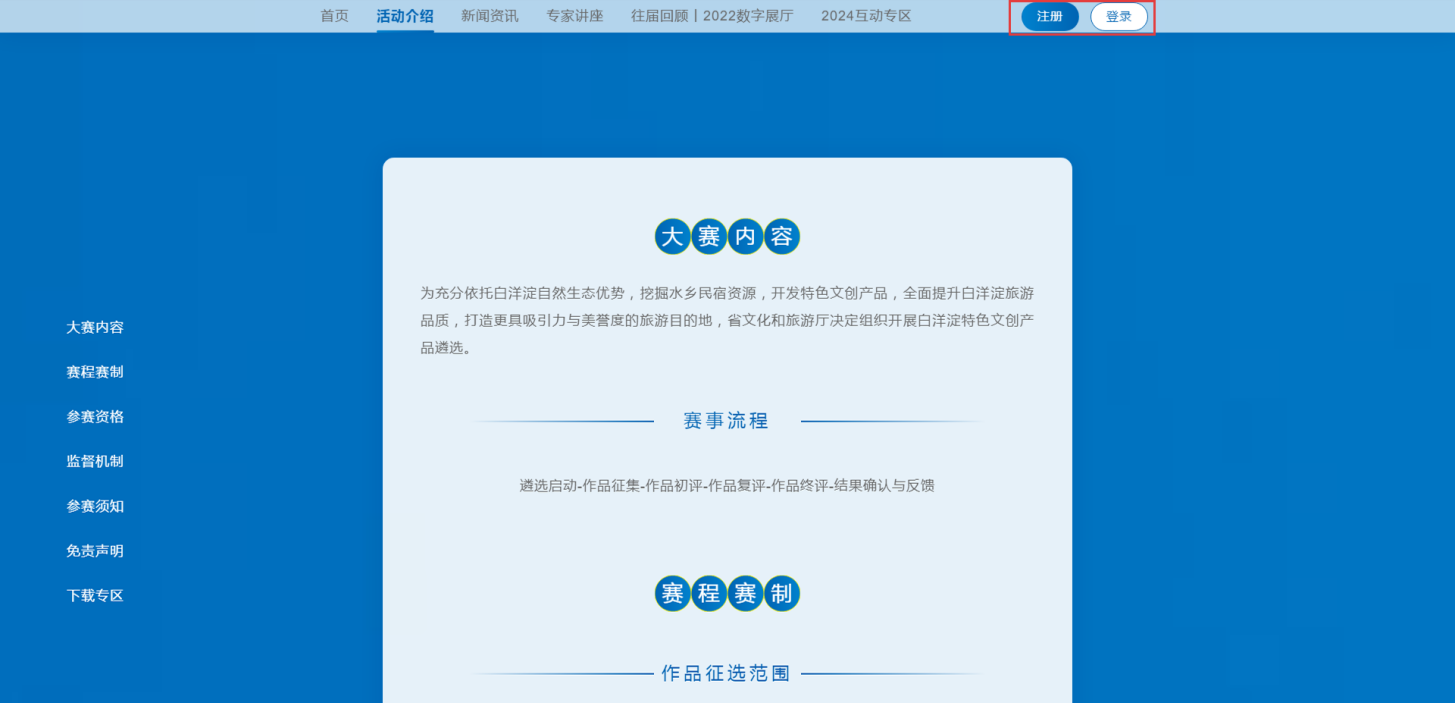 首页 活动介绍 新闻资讯 专家讲座 往届回顾丨2022数字展厅 2024互动专区 注册 登录
大赛内容
为充分依托白洋淀自然生态优势，挖掘水乡民宿资源，开发特色文创产品，全面提升白洋淀旅游
品质，打造更具吸引力与美誉度的旅游目的地，省文化和旅游厅决定组织开展白洋淀特色文创产
品遴选。
赛事流程
遴选启动-作品征集-作品初评-作品复评-作品终评-结果确认与反馈
赛程赛制
作品征选范围
大赛内容
赛程赛制
参赛资格
监督机制
参赛须知
免责声明
下载专区